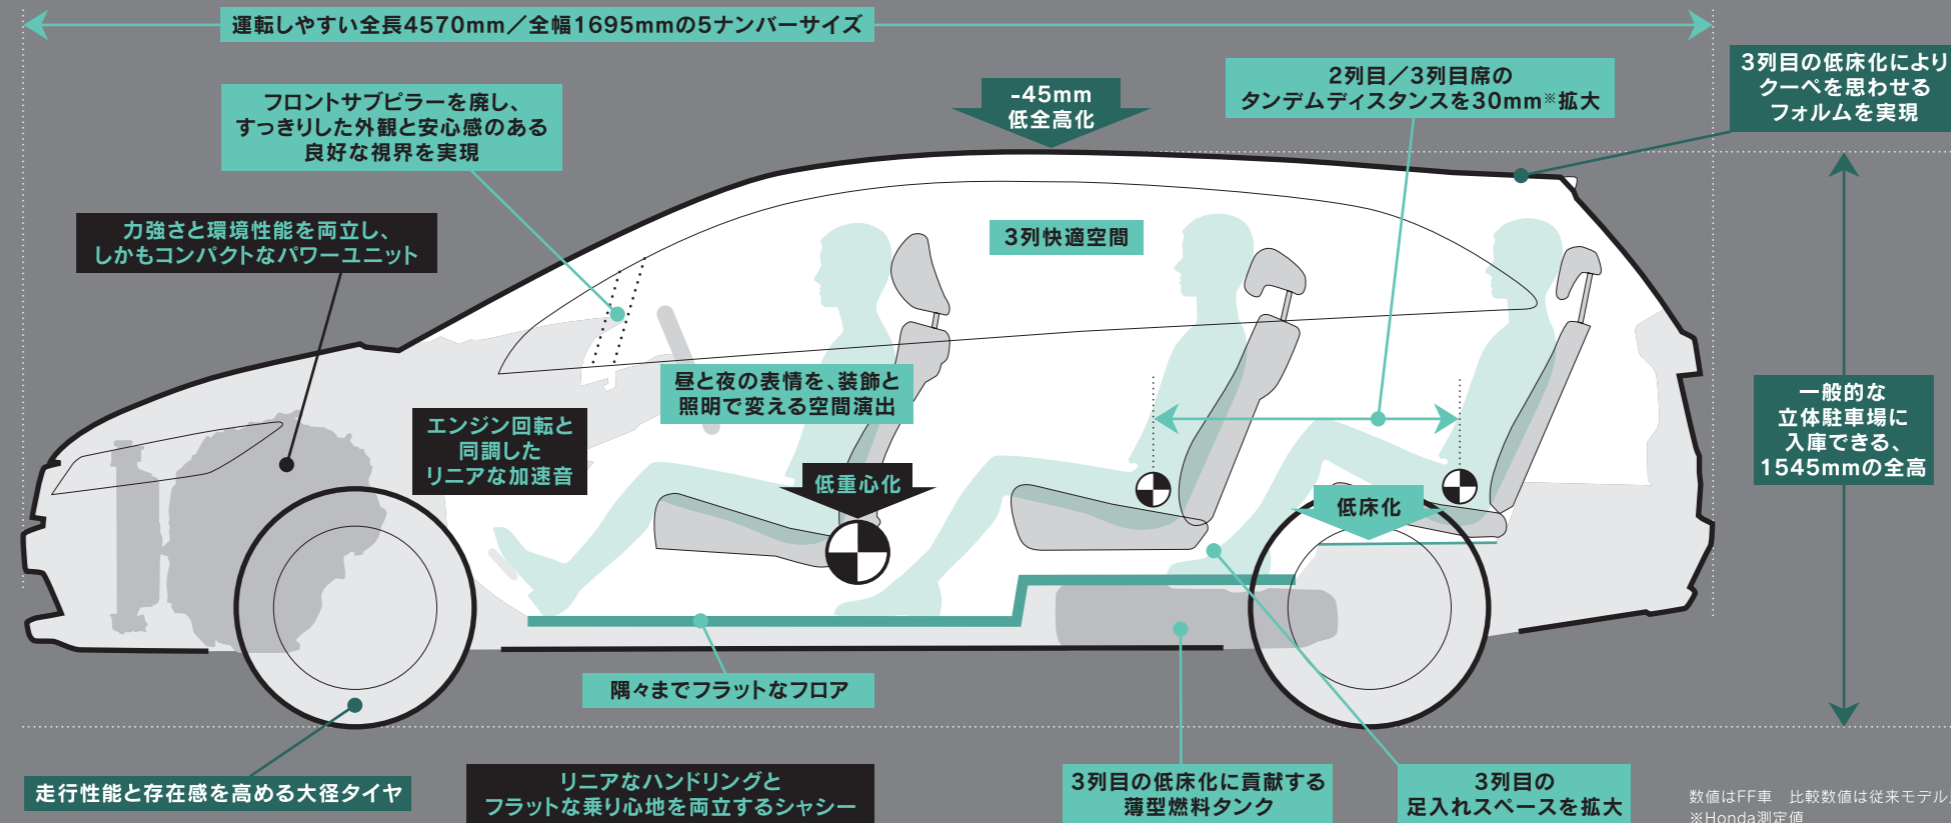 運転しやすい全長4570mm／全幅1695mmの5ナンバーサイズ
3列目の低床化により
クーペを思わせる
フォルムを実現
2列目／3列目席の
タンデムディスタンスを30mm※拡大
-45mm
低全高化
フロントサブピラーを廃し、
すっきりした外観と安心感のある
良好な視界を実現
力強さと環境性能を両立し、
しかもコンパクトなパワーユニット
3列快適空間
昼と夜の表情を、装飾と
照明で変える空間演出
エンジン回転と
同調した
リニアな加速音
低重心化
低床化
一般的な
立体駐車場に
入庫できる、
1545mmの全高
隅々までフラットなフロア
走行性能と存在感を高める大径タイヤ
リニアなハンドリングと
フラットな乗り心地を両立するシャシー
3列目の低床化に貢献する
薄型燃料タンク
3列目の
足入れスペースを拡大
数値はFF車　比較数値は従来モデル
※Honda測定値